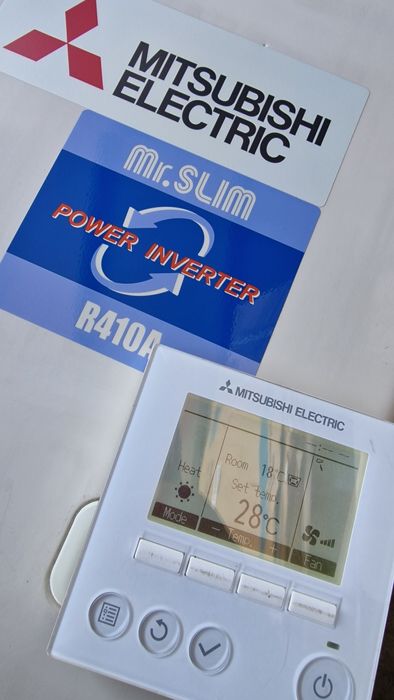 MITSUBISHI
ELECTRIC
Mr.SLIM
POWER INVERTER
R410A
MITSUBISHI ELECTRIC
Room 18°C
Heat
Set temp.
28°C
Mode
− Temp. +
Fan